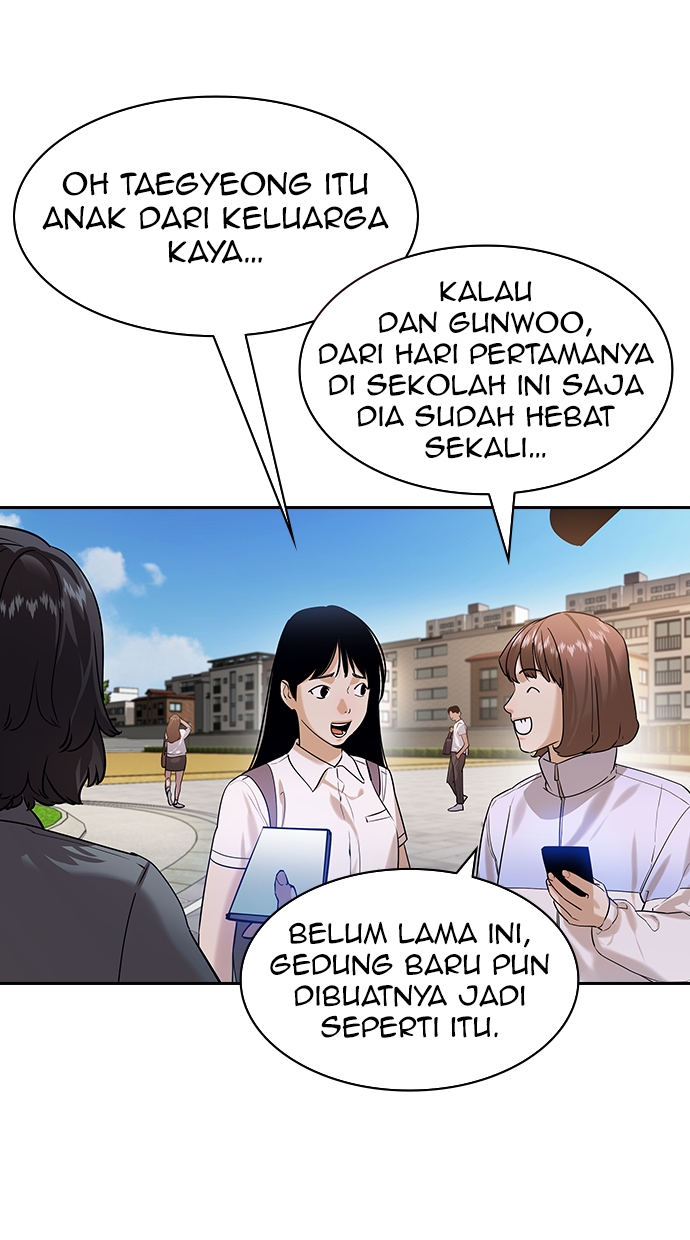 OH TAEGYEONG ITU
ANAK DARI KELUARGA
KAYA...
KALAU
DAN GUNWOO,
DARI HARI PERTAMANYA
DI SEKOLAH INI SAJA
DIA SUDAH HEBAT
SEKALI...
BELUM LAMA INI,
GEDUNG BARU PUN
DIBUATNYA JADI
SEPERTI ITU.